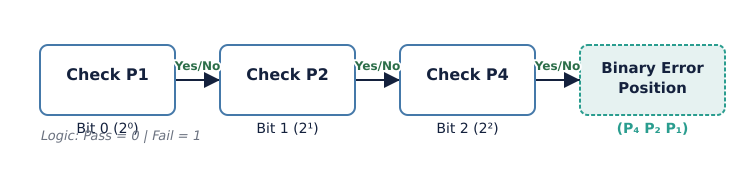 Check P1
Yes/No
Check P2
Yes/No
Check P4
Yes/No
Binary Error
Position
Bit 0 (2⁰)
Bit 1 (2¹)
Bit 2 (2²)
(P₄ P₂ P₁)
Logic: Pass = 0 | Fail = 1